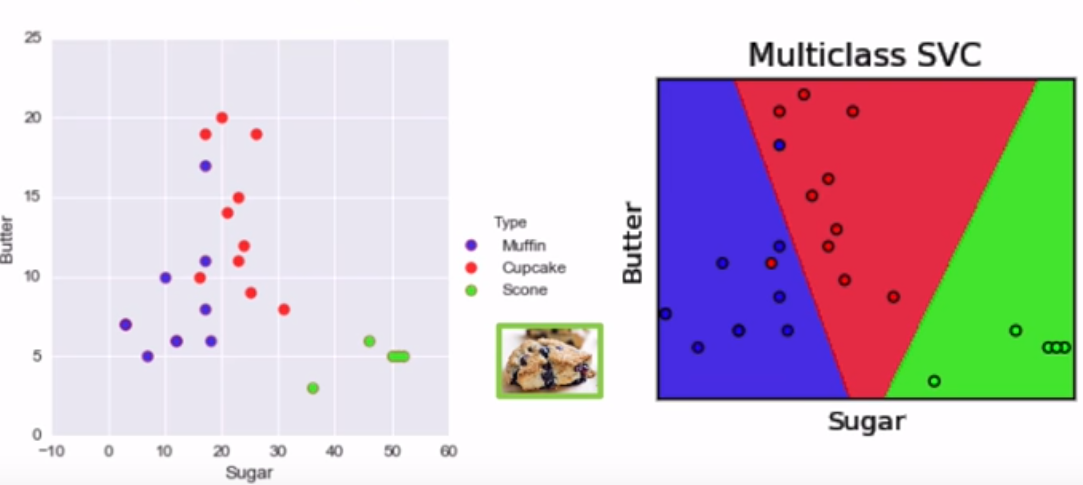 25
20
15
10
5
0
−10
0
10
20
30
40
50
60
Butter
Sugar
Type
Muffin
Cupcake
Scone
Multiclass SVC
Butter
Sugar